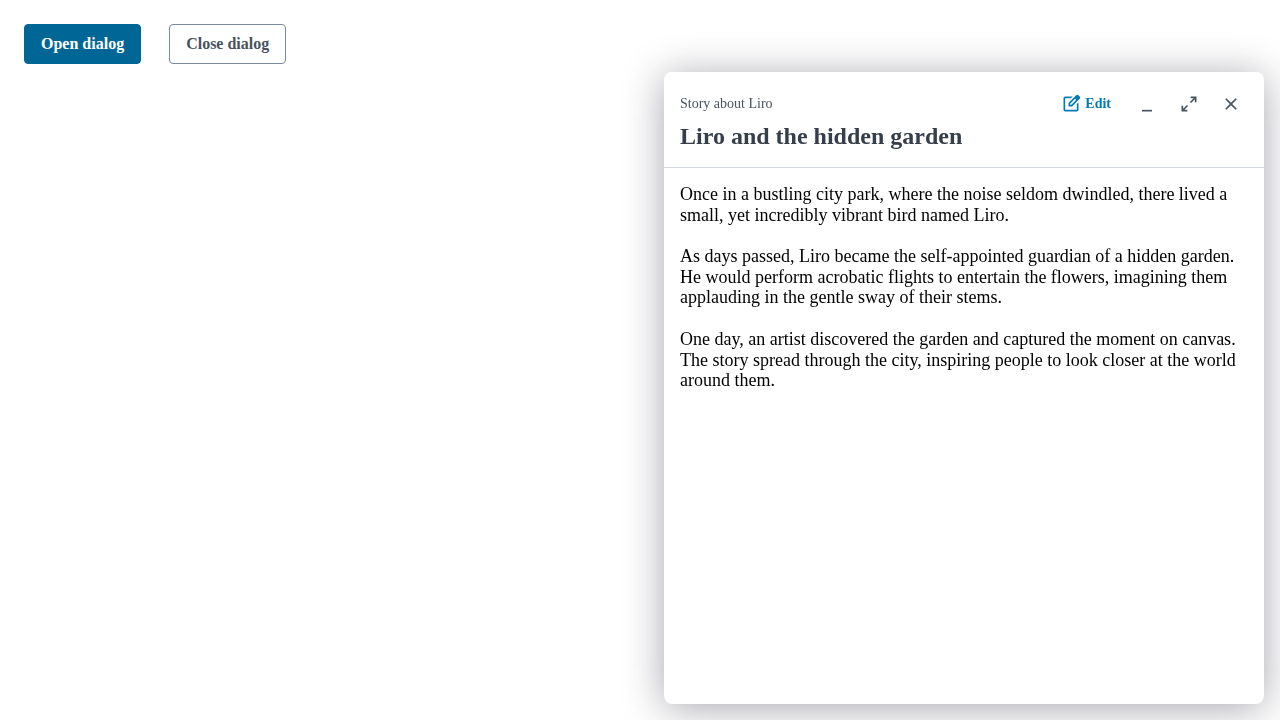 Open dialog
Close dialog
Story about Liro
Edit
Liro and the hidden garden
Once in a bustling city park, where the noise seldom dwindled, there lived a
small, yet incredibly vibrant bird named Liro.
As days passed, Liro became the self-appointed guardian of a hidden garden.
He would perform acrobatic flights to entertain the flowers, imagining them
applauding in the gentle sway of their stems.
One day, an artist discovered the garden and captured the moment on canvas.
The story spread through the city, inspiring people to look closer at the world
around them.